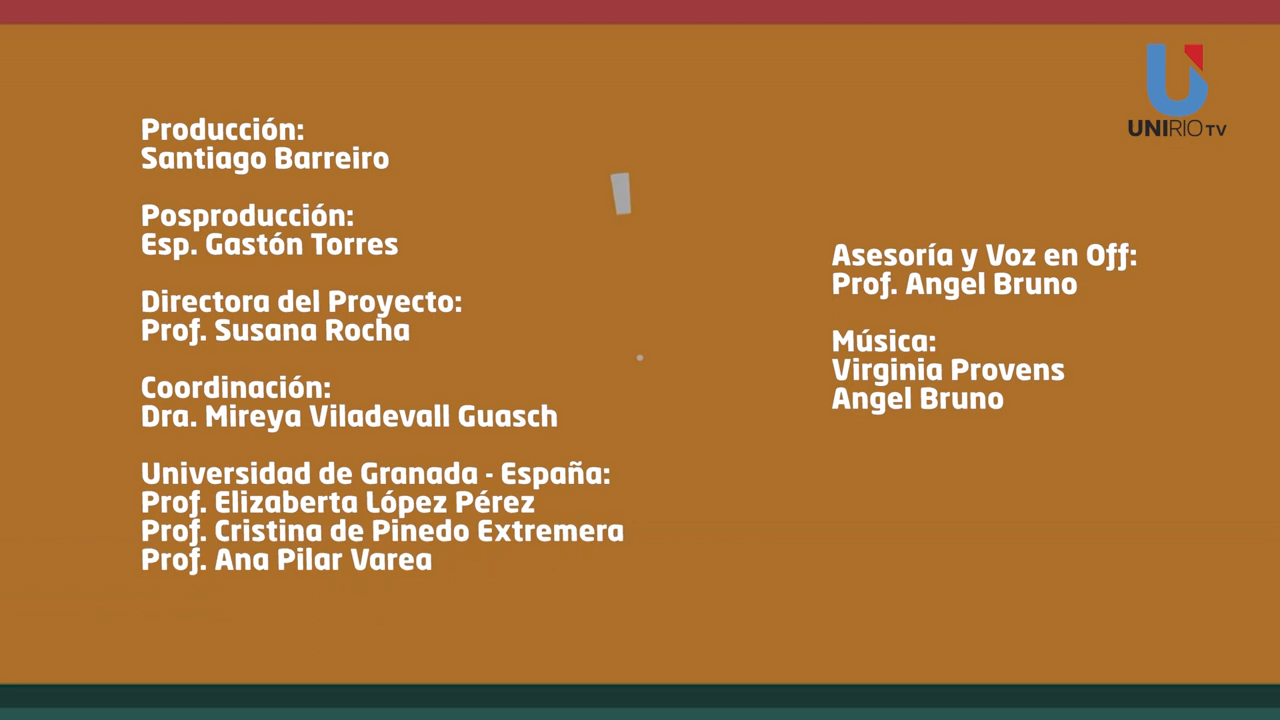 Producción:
Santiago Barreiro
Posproducción:
Esp. Gastón Torres
Directora del Proyecto:
Prof. Susana Rocha
Coordinación:
Dra. Mireya Viladevall Guasch
Universidad de Granada - España:
Prof. Elizaberta López Pérez
Prof. Cristina de Pinedo Extremera
Prof. Ana Pilar Varea
UNIRIO TV
Asesoría y Voz en Off:
Prof. Angel Bruno
Música:
Virginia Provens
Angel Bruno